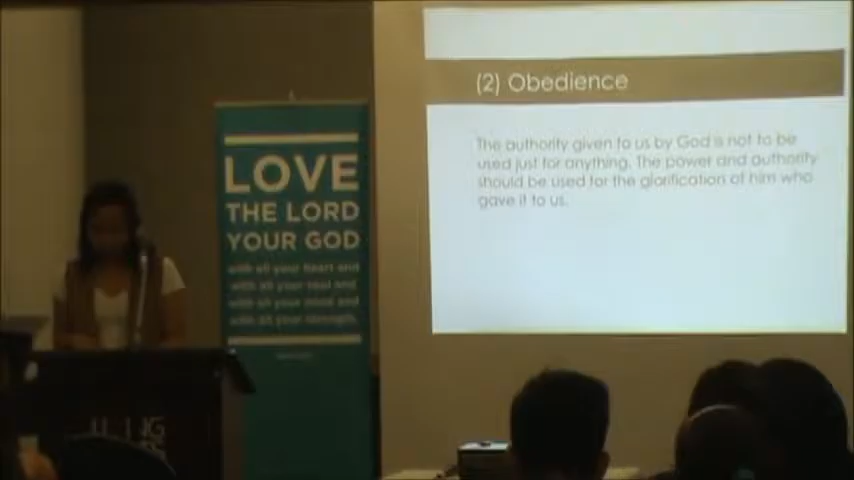 LOVE
THE LORD
YOUR GOD
with all your heart and
with all your soul and
with all your mind and
with all your strength.
(2) Obedience
The authority given to us by God is not to be
used just for anything. The power and authority
should be used for the glorification of him who
gave it to us.